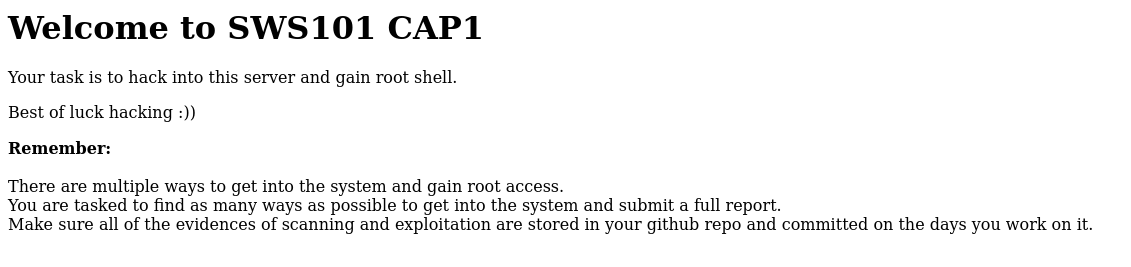 Welcome to SWS101 CAP1
Your task is to hack into this server and gain root shell.
Best of luck hacking :))
Remember:
There are multiple ways to get into the system and gain root access.
You are tasked to find as many ways as possible to get into the system and submit a full report.
Make sure all of the evidences of scanning and exploitation are stored in your github repo and committed on the days you work on it.